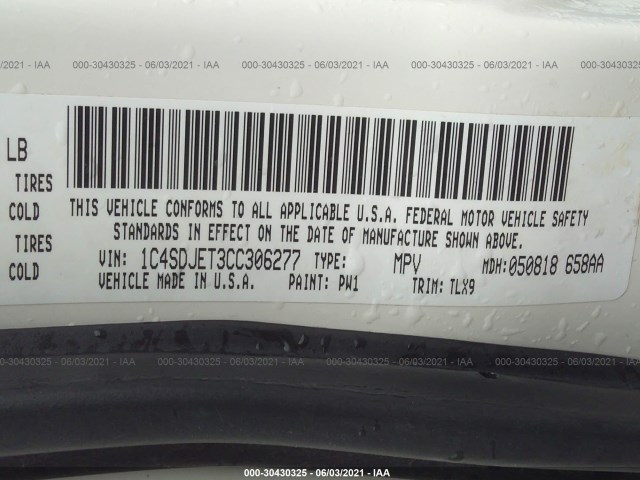 /2021 - IAA 000-30430325 - 06/03/2021 - IAA 000-30430325 - 06/03/2021 - IAA 000-30430325 - 06/03/2021 - IAA
LB
TIRES
COLD THIS VEHICLE CONFORMS TO ALL APPLICABLE U.S.A. FEDERAL MOTOR VEHICLE SAFETY
TIRES STANDARDS IN EFFECT ON THE DATE OF MANUFACTURE SHOWN ABOVE.
COLD VIN: 1C4SDJET3CC306277 TYPE: MPV MDH:050818 658AA
VEHICLE MADE IN U.S.A. PAINT: PW1 TRIM: TLX9
/2021 - IAA 000-30430325 - 06/03/2021 - IAA 000-30430325 - 06/03/2021 - IAA 000-30430325 - 06/03/2021 - IAA
000-30430325 - 06/03/2021 - IAA